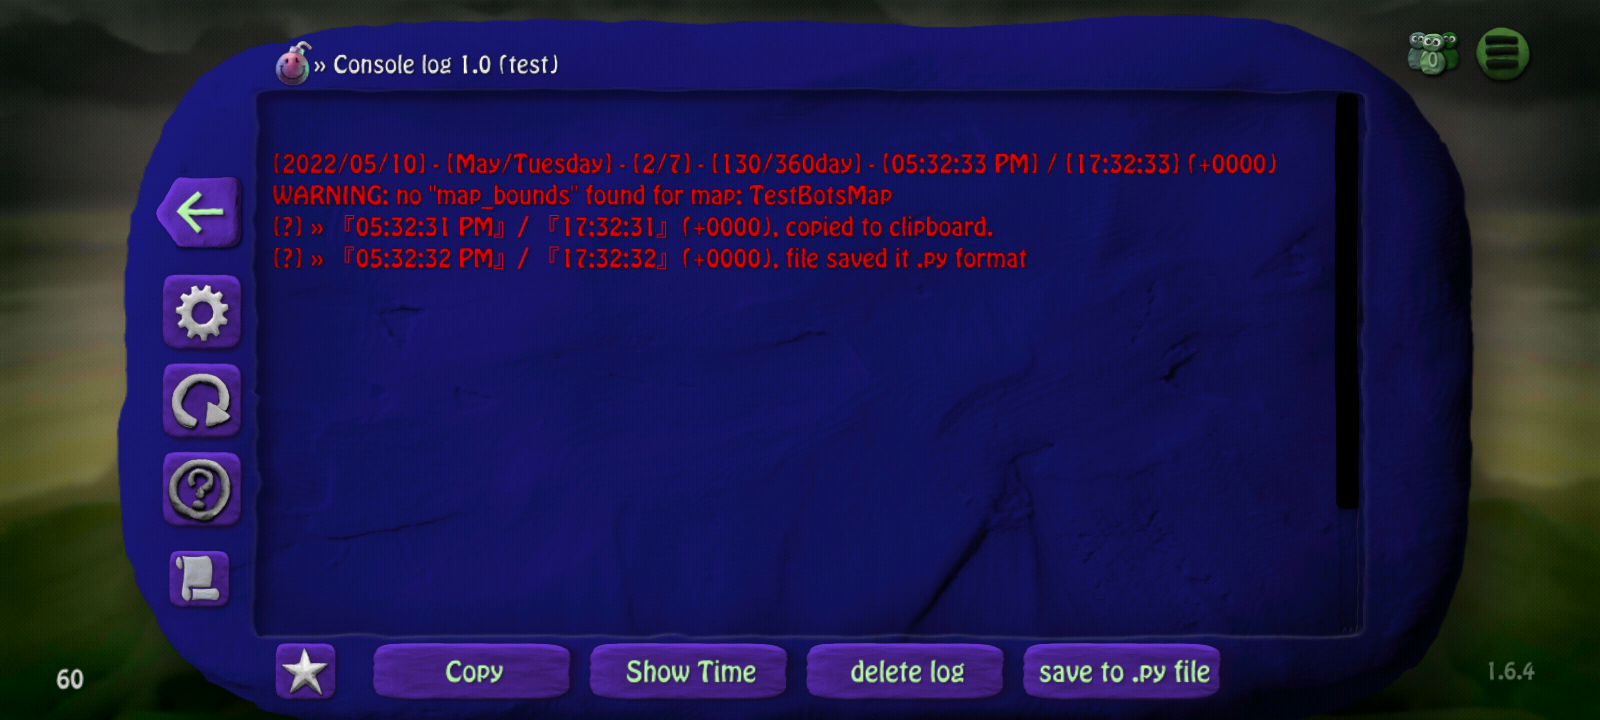 » Console log 1.0 (test)
0
[2022/05/10] - [May/Tuesday] - [2/7] - [130/360day] - [05:32:33 PM] / [17:32:33] (+0000)
WARNING: no "map_bounds" found for map: TestBotsMap
[?] » 『05:32:31 PM』 / 『17:32:31』 (+0000), copied to clipboard.
[?] » 『05:32:32 PM』 / 『17:32:32』 (+0000), file saved it .py format
Copy
Show Time
delete log
save to .py file
60
1.6.4